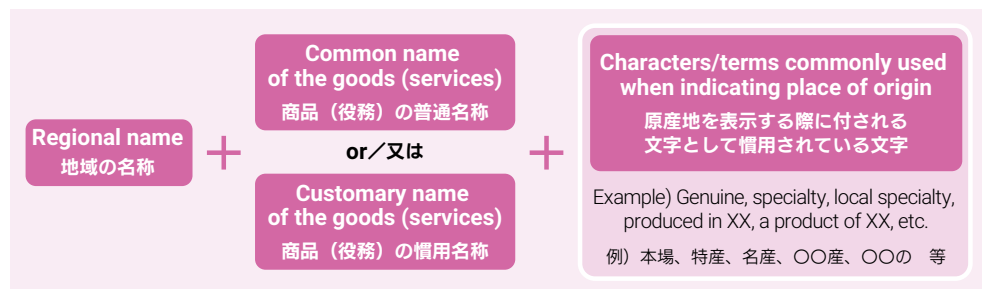 Regional name
地域の名称
+
Common name
of the goods (services)
商品（役務）の普通名称
or／又は
Customary name
of the goods (services)
商品（役務）の慣用名称
+
Characters/terms commonly used
when indicating place of origin
原産地を表示する際に付される
文字として慣用されている文字
Example) Genuine, specialty, local specialty,
produced in XX, a product of XX, etc.
例）本場、特産、名産、〇〇産、〇〇の　等